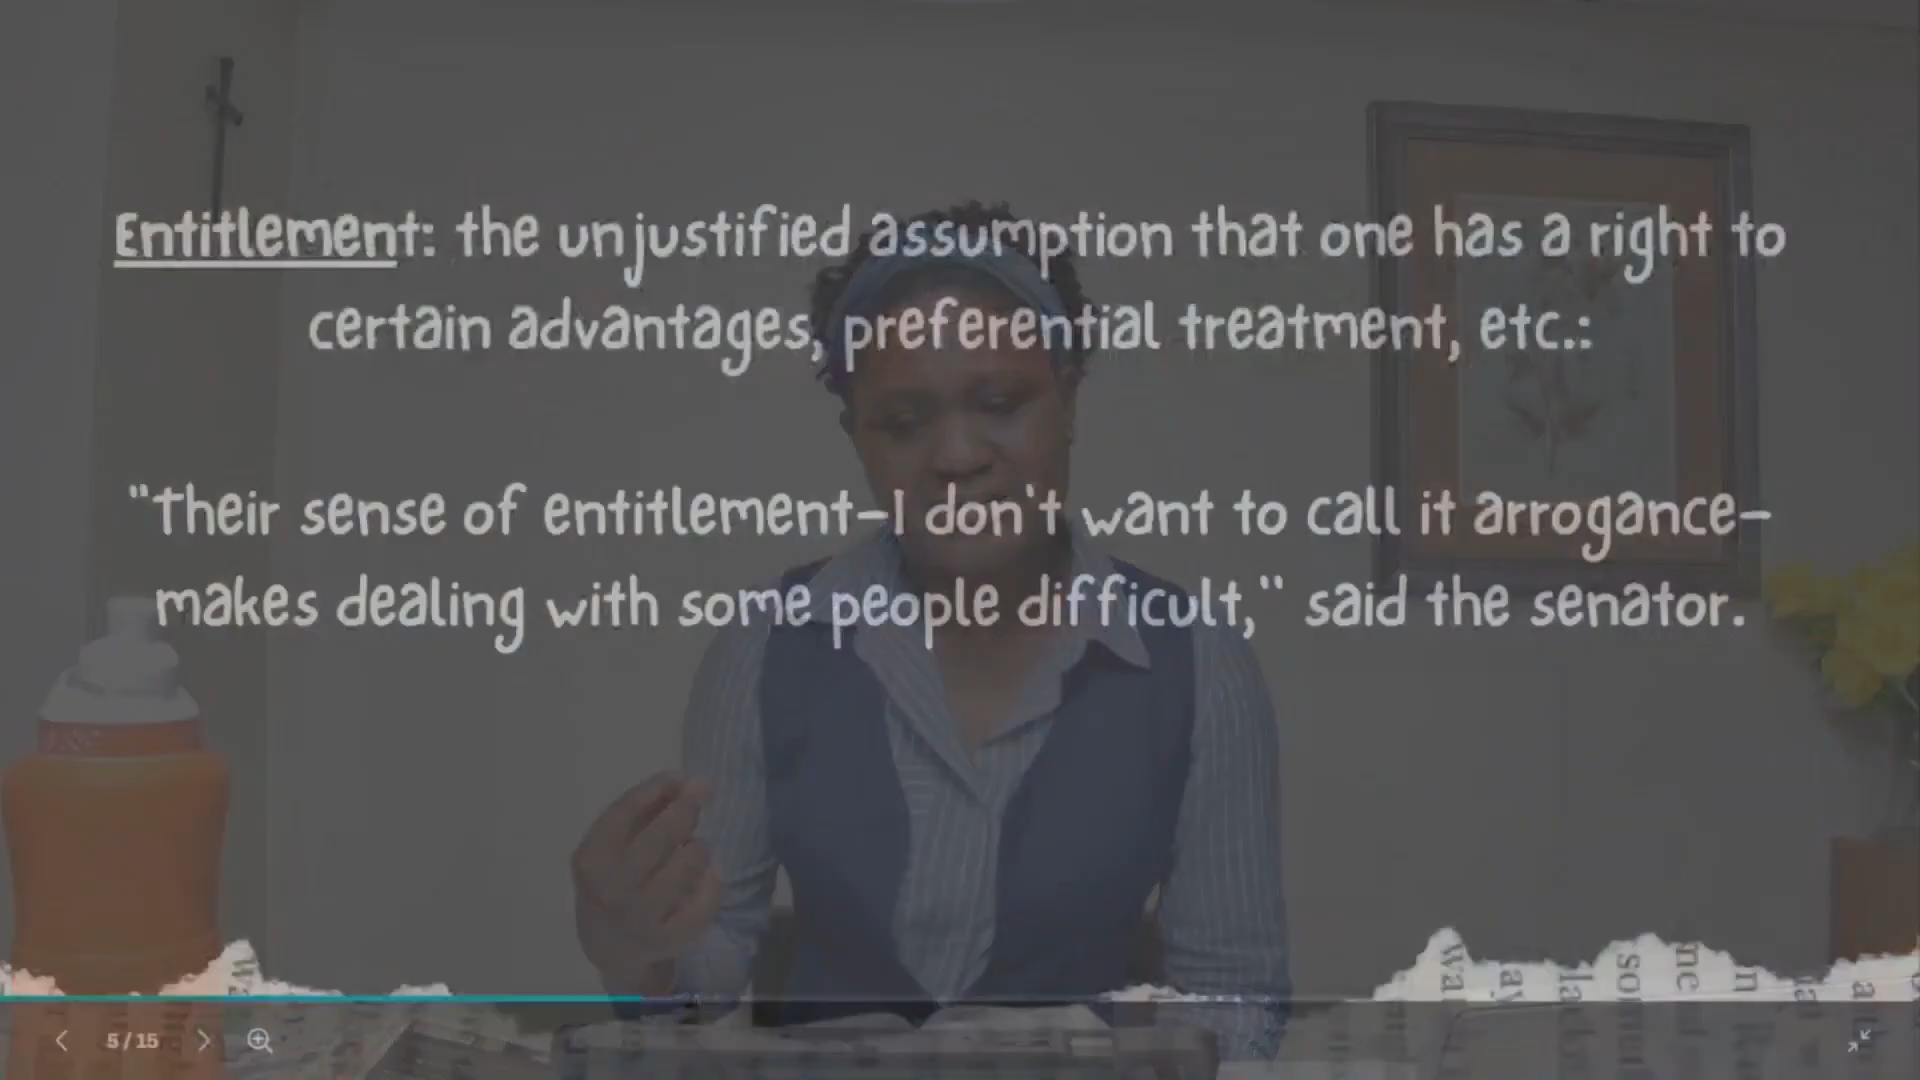 Entitlement: the unjustified assumption that one has a right to
certain advantages, preferential treatment, etc.:
"Their sense of entitlement-I don't want to call it arrogance-
makes dealing with some people difficult," said the senator.
5 / 15